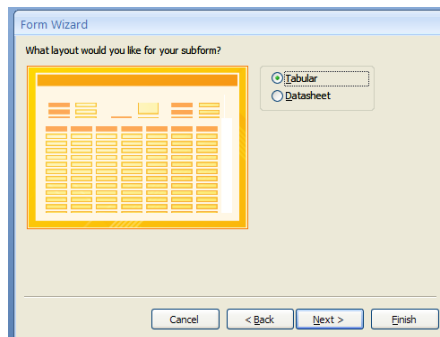 Form Wizard
What layout would you like for your subform?
Tabular
Datasheet
Cancel
< Back
Next >
Finish